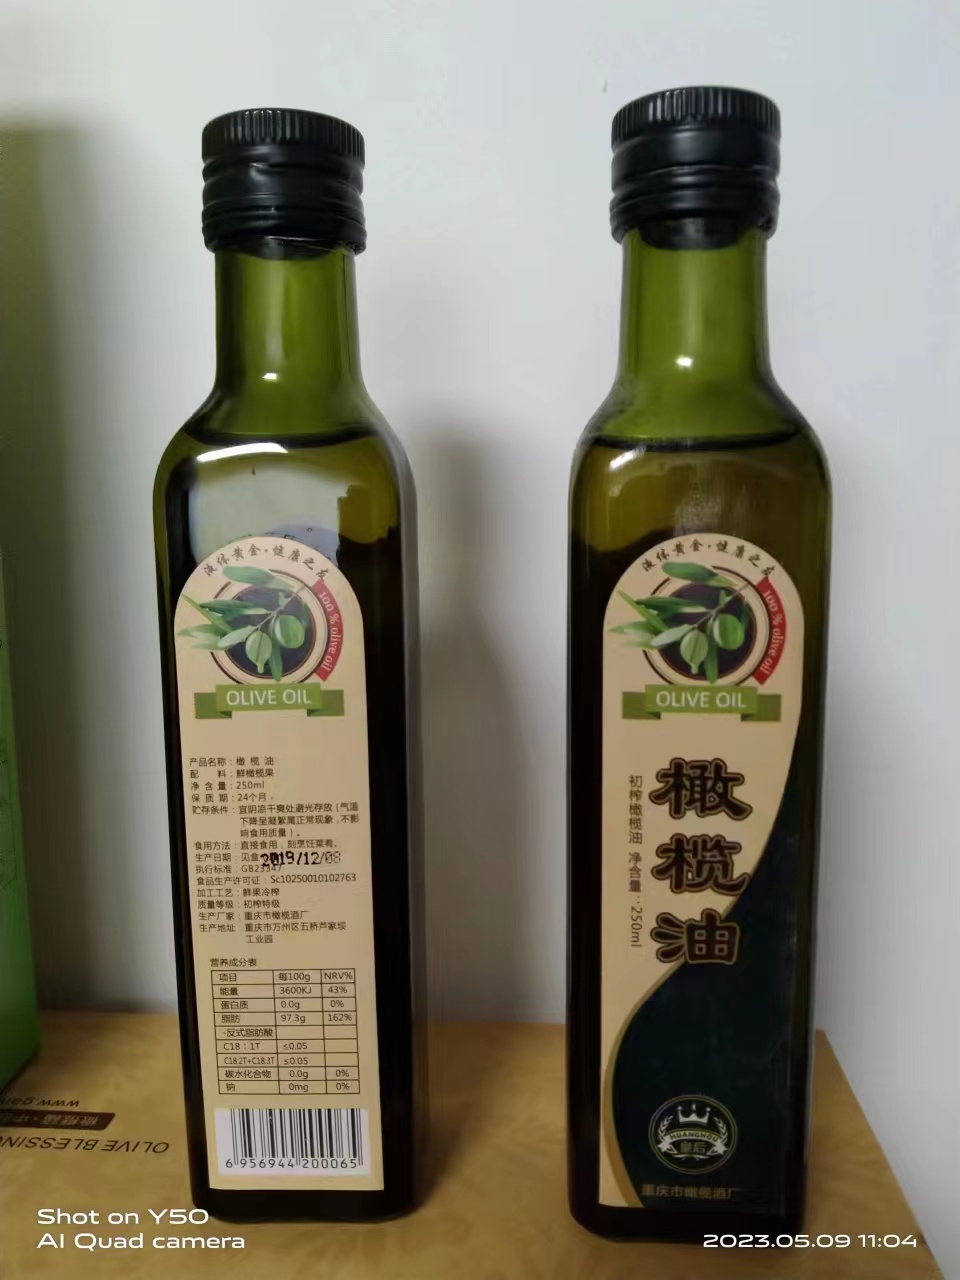 液体黄金·健康之友
100% olive oil
OLIVE OIL
产品名称：橄 榄 油
配 料：鲜橄榄果
净 含 量：250ml
保 质 期：24个月
贮存条件：宜阴凉干爽处避光存放（气温
下降呈凝絮属正常现象，不影
响食用质量）。
食用方法：直接食用，刻烹饪菜肴。
生产日期：见盒 2019/12/08
执行标准：GB23347
食品生产许可证：Sc10250010102763
加工工艺：鲜果冷榨
质量等级：初榨特级
生产厂家：重庆市橄榄酒厂
生产地址：重庆市万州区五桥芦家坝
工业园
营养成分表
项目 每100g NRV%
能量 3600KJ 43%
蛋白质 0.0g 0%
脂肪 97.3g 162%
-反式脂肪酸
C18：1T ≤0.05
C18.2T+C18.3T ≤0.05
碳水化合物 0.0g 0%
钠 0mg 0%
6 956944 200065
液体黄金·健康之友
100% olive oil
OLIVE OIL
橄榄油
初榨橄榄油 净含量：250ml
HUANGHOU
皇后
重庆市橄榄酒厂
OLIVE BLESSING
Shot on Y50
AI Quad camera
2023.05.09 11:04